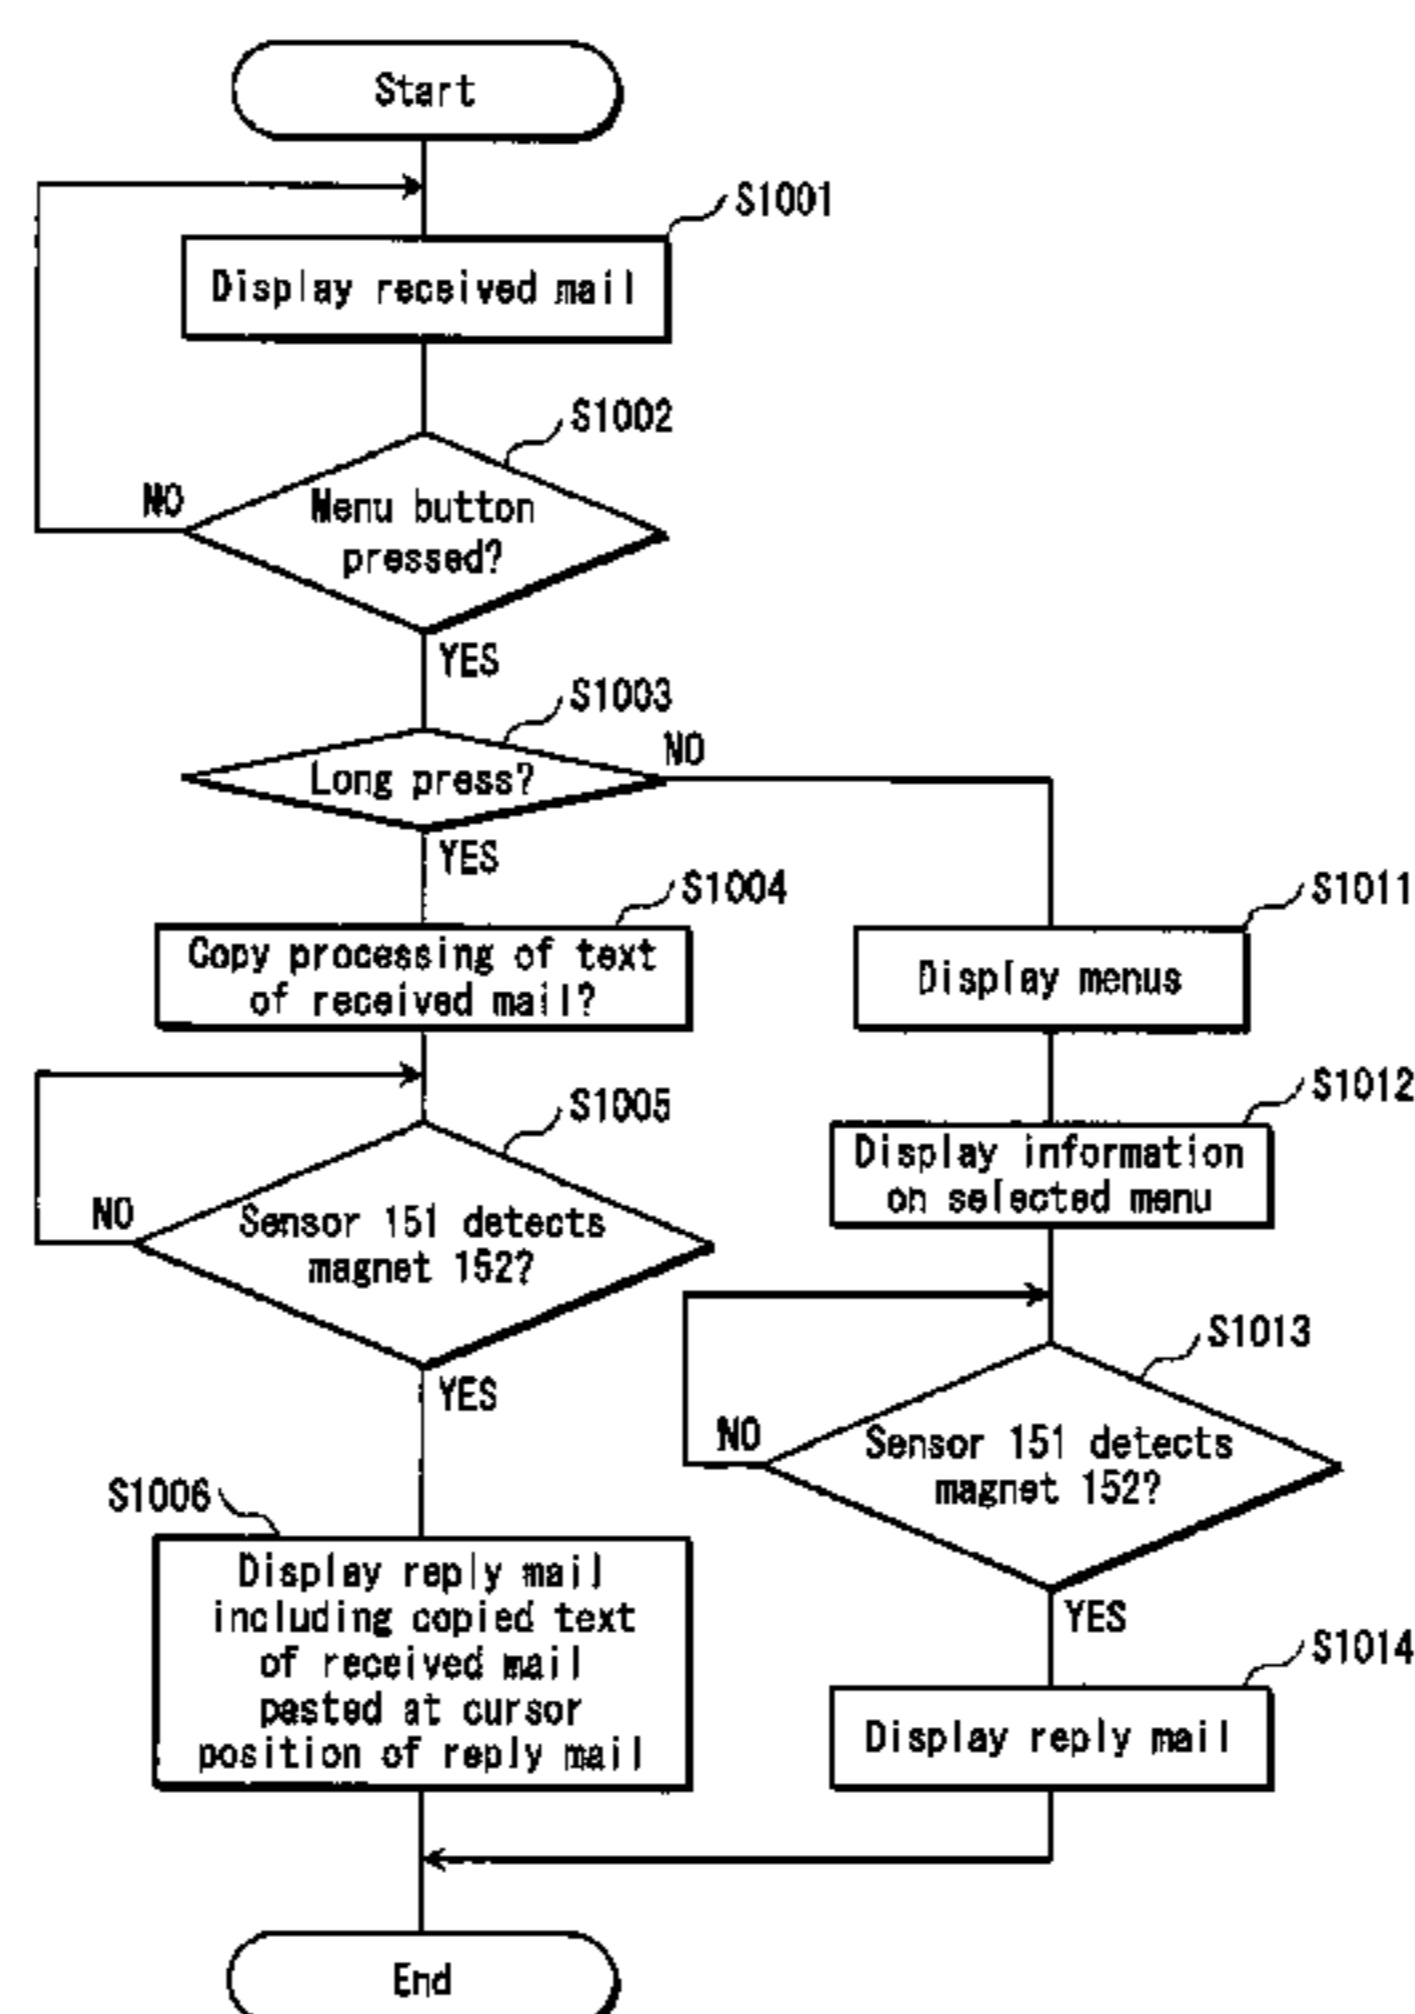 Start
S1001
Display received mail
S1002
NO
Menu button
pressed?
YES
S1003
NO
Long press?
YES
S1004
Copy processing of text
of received mail?
S1011
Display menus
S1005
NO
Sensor 151 detects
magnet 152?
YES
S1012
Display information
on selected menu
S1013
NO
Sensor 151 detects
magnet 152?
YES
S1006
Display reply mail
including copied text
of received mail
pasted at cursor
position of reply mail
S1014
Display reply mail
End